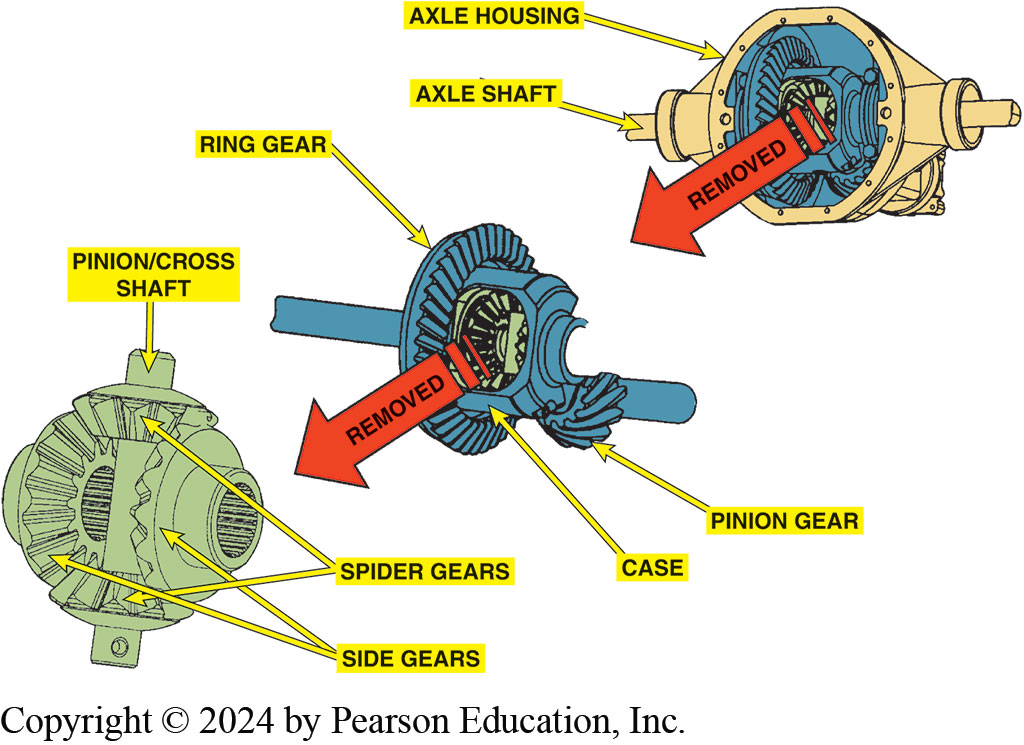 AXLE HOUSING
AXLE SHAFT
RING GEAR
REMOVED
PINION/CROSS
SHAFT
REMOVED
PINION GEAR
CASE
SPIDER GEARS
SIDE GEARS
Copyright © 2024 by Pearson Education, Inc.